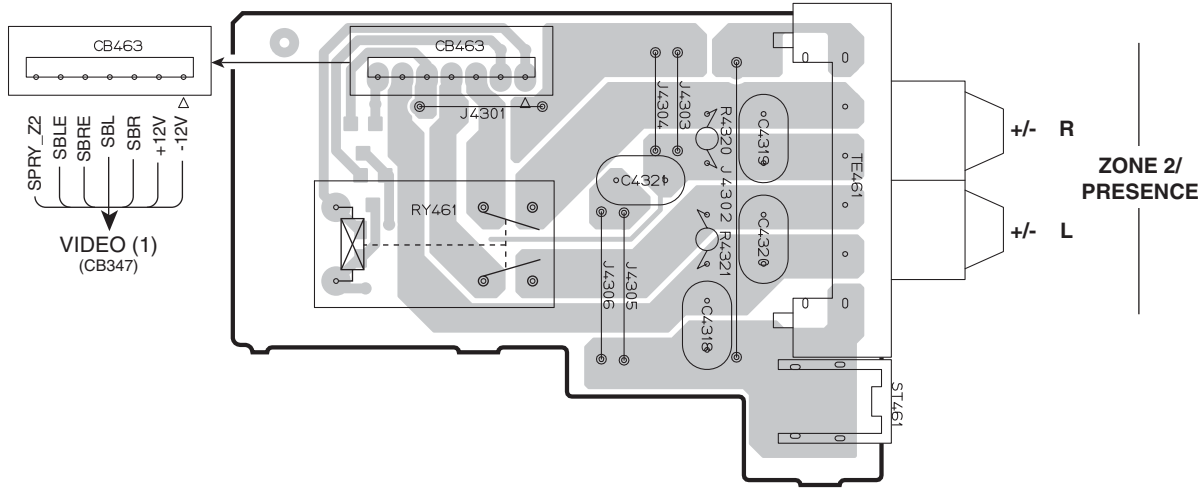 CB463
SPRY_Z2
SBLE
SBRE
SBL
SBR
+12V
-12V
VIDEO (1)
(CB347)
CB463
J4301
RY461
J4304
J4303
R4320
C4319
C4321
J4302
R4321
C4320
J4306
J4305
C4318
TE461
ST461
+/- R
+/- L
ZONE 2/
PRESENCE